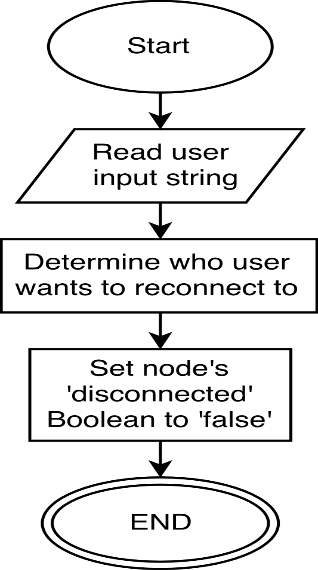 Start
Read user
input string
Determine who user
wants to reconnect to
Set node's
'disconnected'
Boolean to 'false'
END